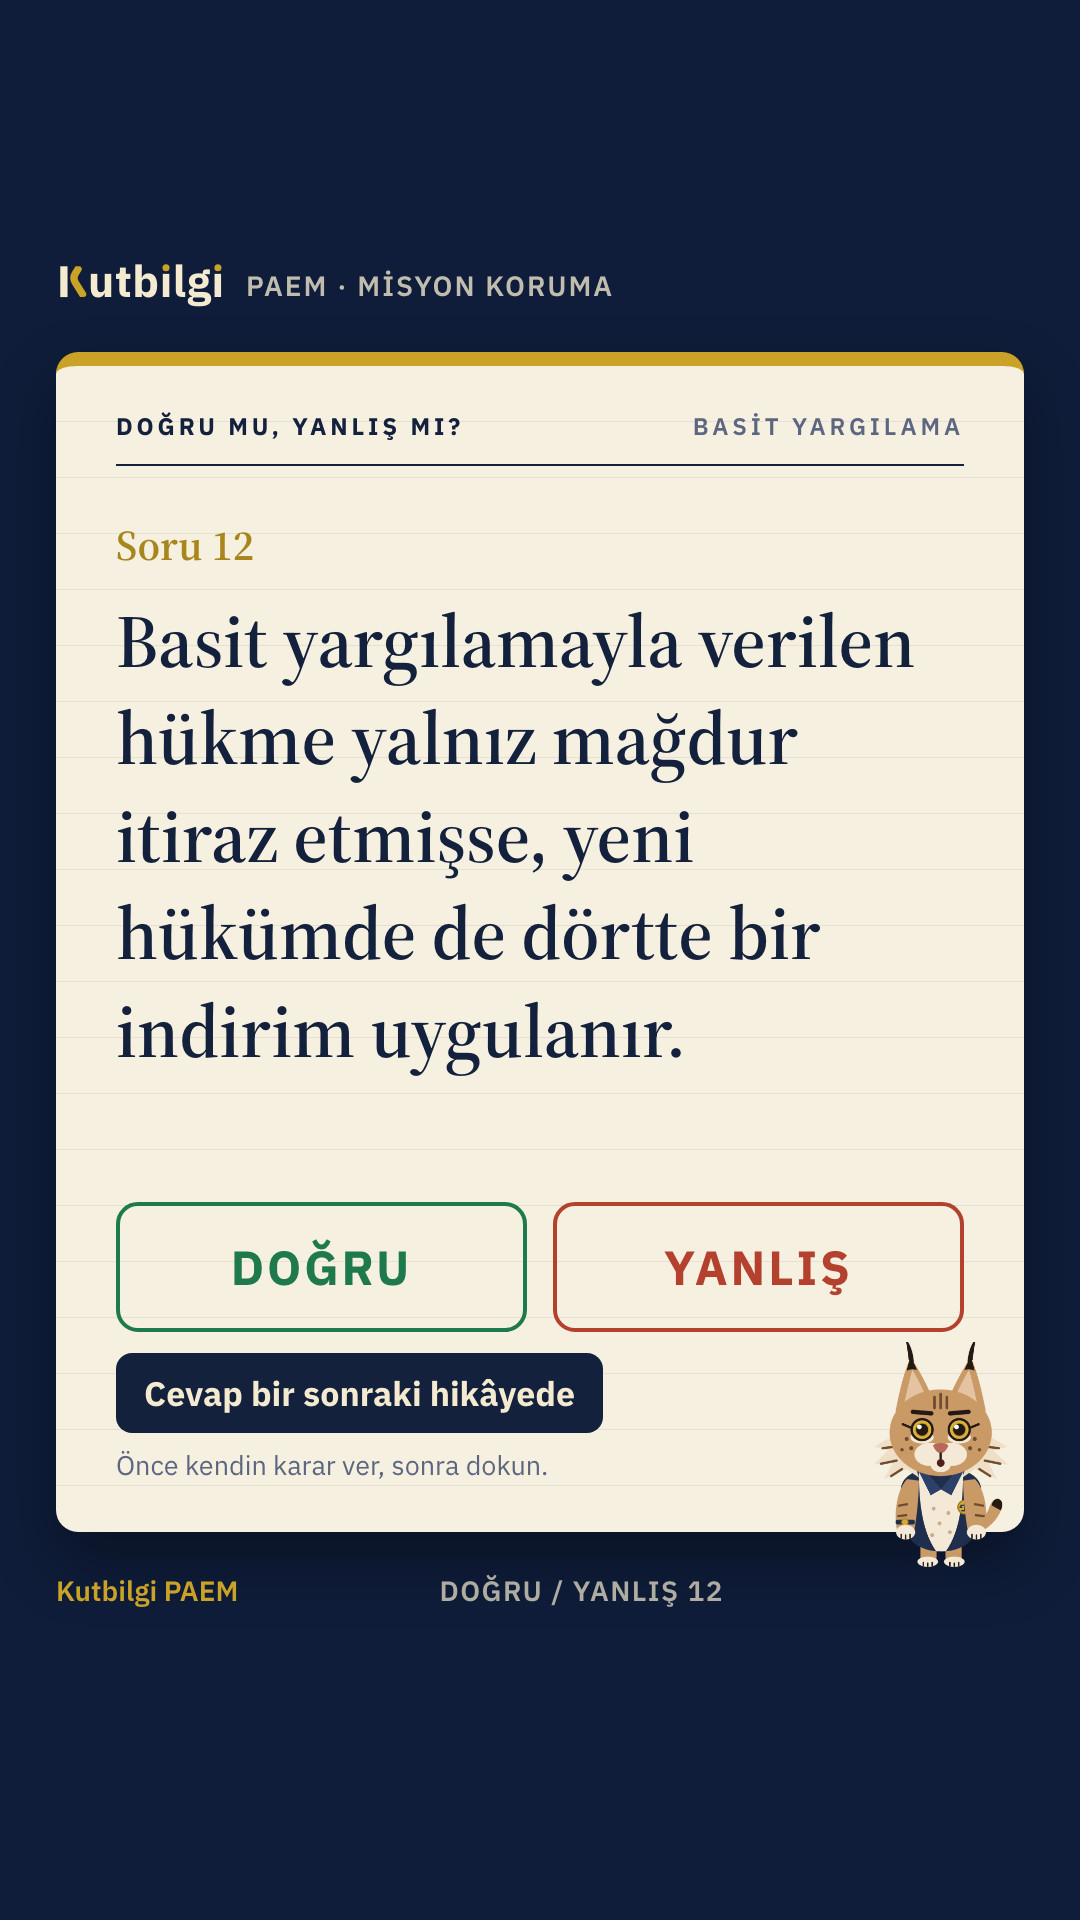 Kutbilgi PAEM · MİSYON KORUMA
DOĞRU MU, YANLIŞ MI? BASİT YARGILAMA
Soru 12
Basit yargılamayla verilen
hükme yalnız mağdur
itiraz etmişse, yeni
hükümde de dörtte bir
indirim uygulanır.
DOĞRU YANLIŞ
Cevap bir sonraki hikâyede
Önce kendin karar ver, sonra dokun.
Kutbilgi PAEM DOĞRU / YANLIŞ 12